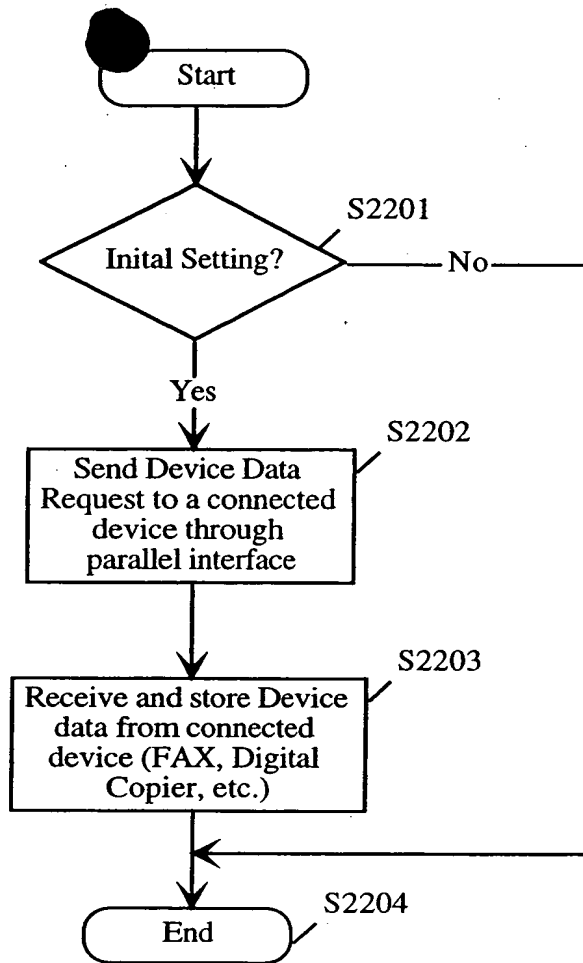 Start
S2201
Inital Setting?
No
Yes
S2202
Send Device Data
Request to a connected
device through
parallel interface
S2203
Receive and store Device
data from connected
device (FAX, Digital
Copier, etc.)
S2204
End